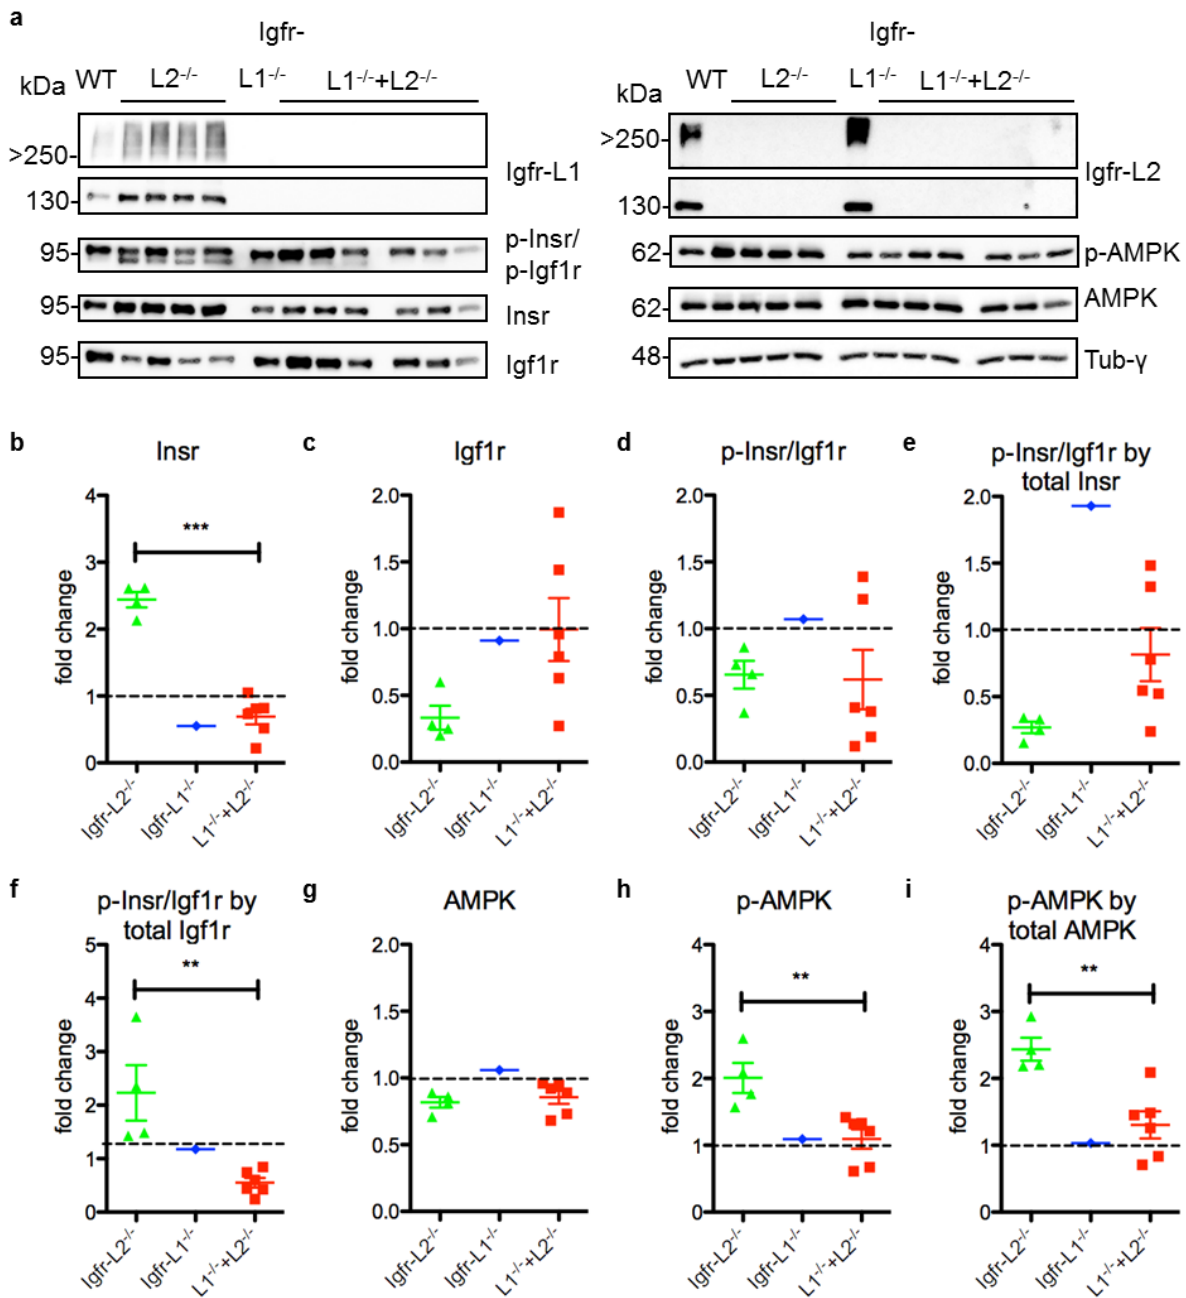 a
Igfr-
kDa WT L2-/- L1-/- L1-/-+L2-/-
>250-
Igfr-L1
130-
95-
p-Insr/
p-Igf1r
95-
Insr
95-
Igf1r
Igfr-
kDa WT L2-/- L1-/- L1-/-+L2-/-
>250-
Igfr-L2
130-
62-
p-AMPK
62-
AMPK
48-
Tub-γ
b
Insr
fold change
4
3
2
1
0
***
Igfr-L2-/-
Igfr-L1-/-
L1-/-+L2-/-
c
Igf1r
fold change
2.0
1.5
1.0
0.5
0.0
Igfr-L2-/-
Igfr-L1-/-
L1-/-+L2-/-
d
p-Insr/Igf1r
fold change
2.0
1.5
1.0
0.5
0.0
Igfr-L2-/-
Igfr-L1-/-
L1-/-+L2-/-
e
p-Insr/Igf1r by
total Insr
fold change
2.0
1.5
1.0
0.5
0.0
Igfr-L2-/-
Igfr-L1-/-
L1-/-+L2-/-
f
p-Insr/Igf1r by
total Igf1r
fold change
5
4
3
2
1
0
**
Igfr-L2-/-
Igfr-L1-/-
L1-/-+L2-/-
g
AMPK
fold change
2.0
1.5
1.0
0.5
0.0
Igfr-L2-/-
Igfr-L1-/-
L1-/-+L2-/-
h
p-AMPK
fold change
4
3
2
1
0
**
Igfr-L2-/-
Igfr-L1-/-
L1-/-+L2-/-
i
p-AMPK by
total AMPK
fold change
4
3
2
1
0
**
Igfr-L2-/-
Igfr-L1-/-
L1-/-+L2-/-